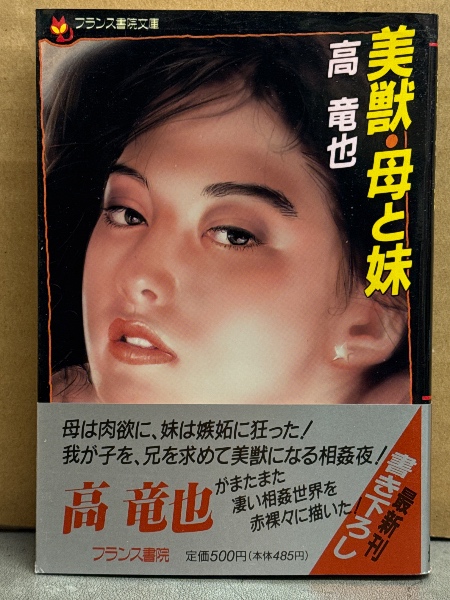 フランス書院文庫
美獣・母と妹
高 竜也
母は肉欲に、妹は嫉妬に狂った!
我が子を、兄を求めて美獣になる相姦夜!
高 竜也がまたまた
凄い相姦世界を
赤裸々に描いた!
最新刊
書き下ろし
フランス書院 定価500円(本体485円)